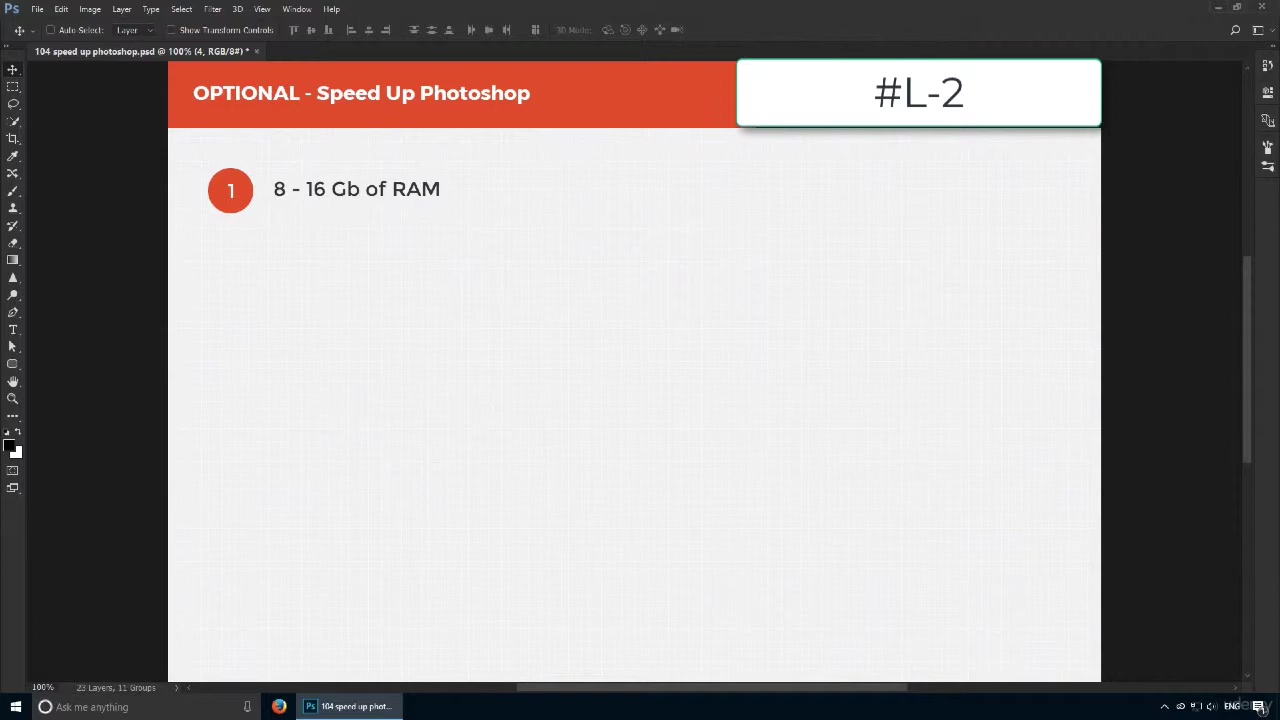 Ps File Edit Image Layer Type Select Filter 3D View Window Help
Auto-Select: Layer Show Transform Controls 3D Mode:
104 speed up photoshop.psd @ 100% (4, RGB/8#) * ×
OPTIONAL - Speed Up Photoshop
#L-2
1 8 - 16 Gb of RAM
100% 23 Layers, 11 Groups
Ask me anything
Ps 104 speed up phot...
ENG